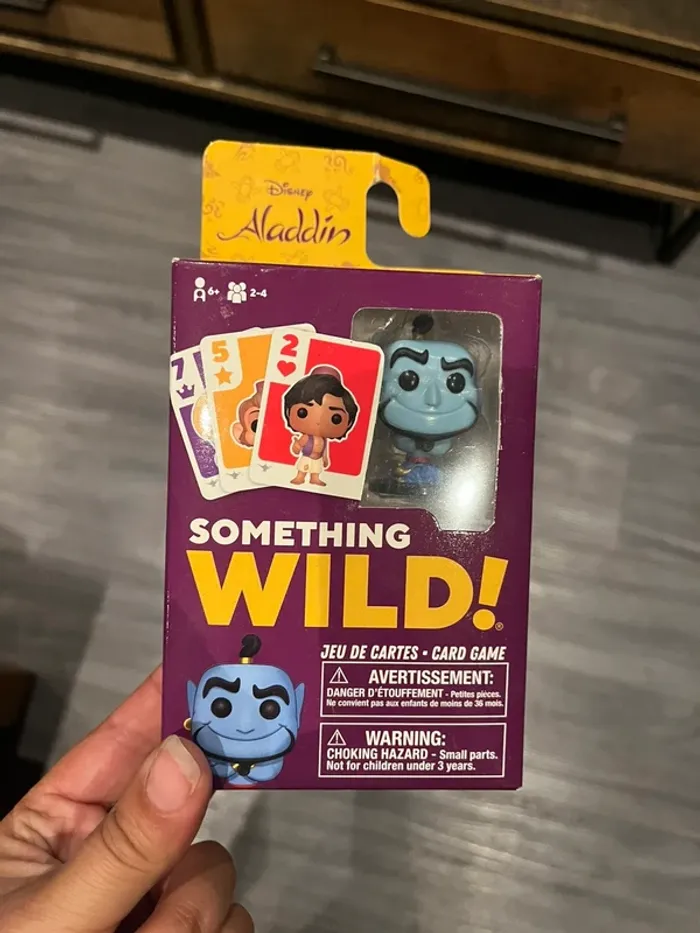 Disney
Aladdin
6+ 2-4
7
5
2
SOMETHING
WILD!®
JEU DE CARTES • CARD GAME
⚠ AVERTISSEMENT:
DANGER D'ÉTOUFFEMENT - Petites pièces.
Ne convient pas aux enfants de moins de 36 mois.
⚠ WARNING:
CHOKING HAZARD - Small parts.
Not for children under 3 years.